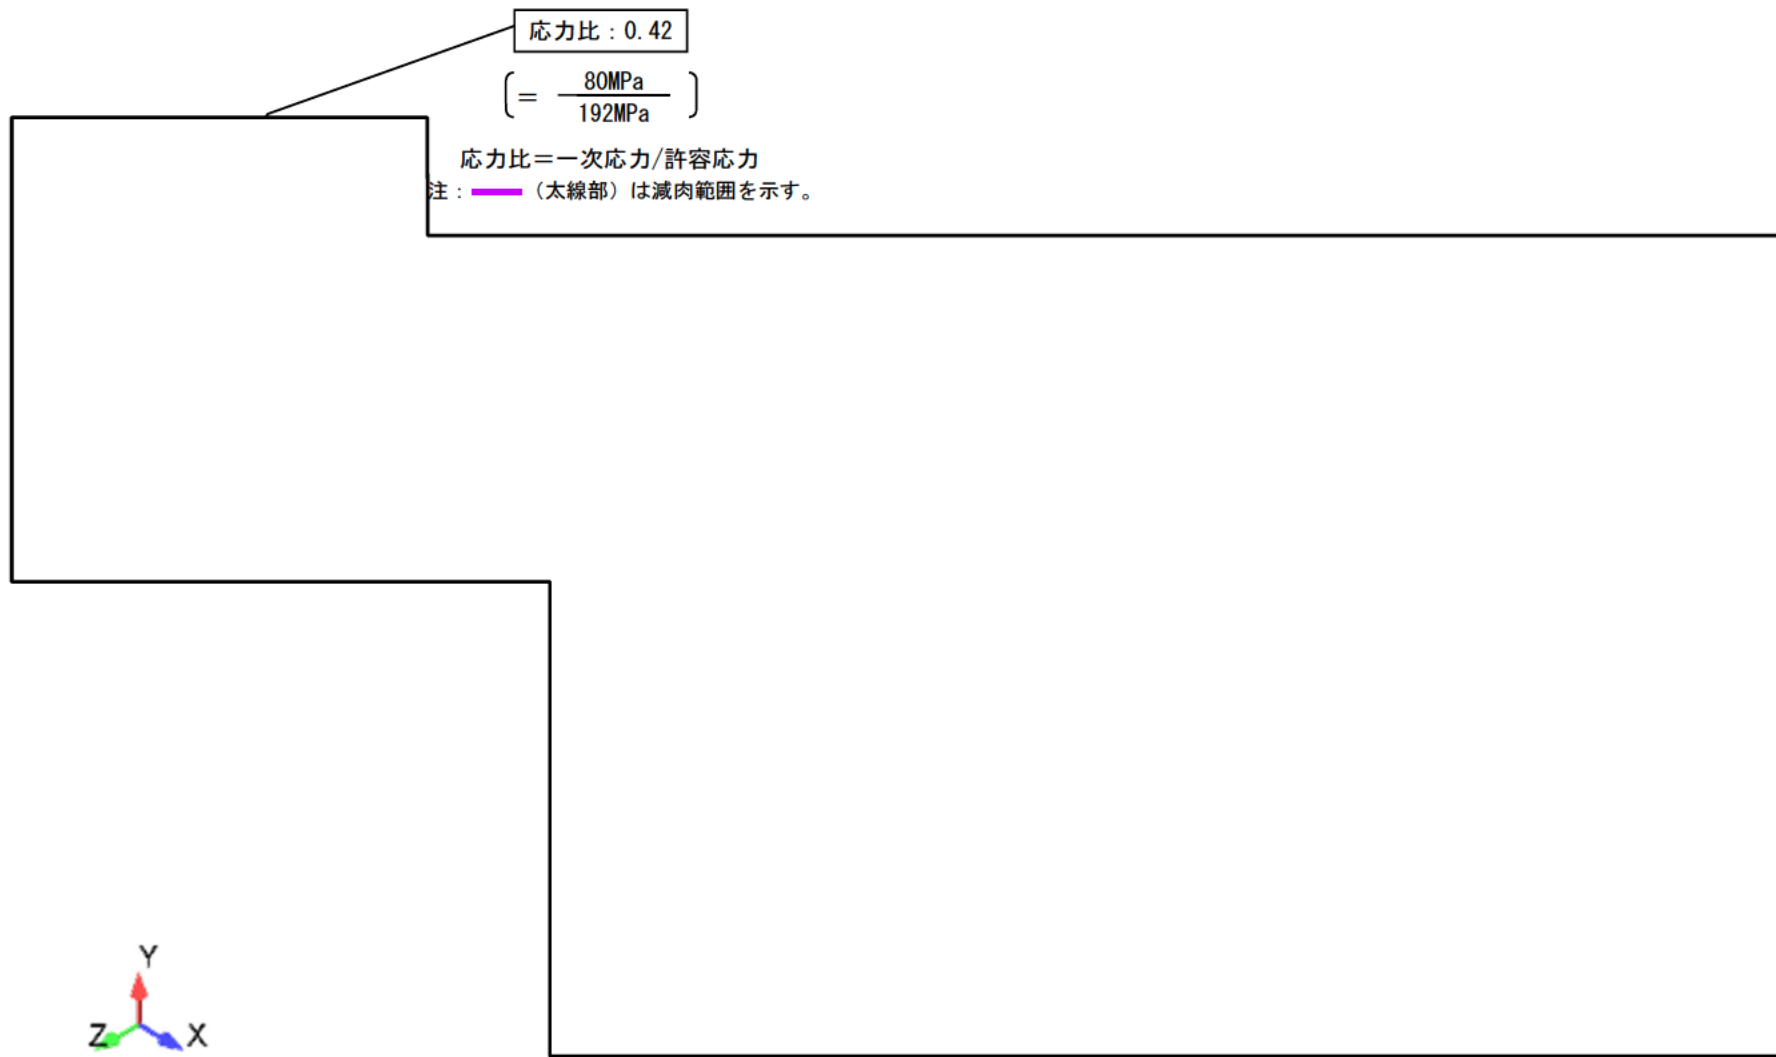 応力比：0.42
= 80MPa
192MPa
応力比＝一次応力/許容応力
注：（太線部）は減肉範囲を示す。
Y
Z X